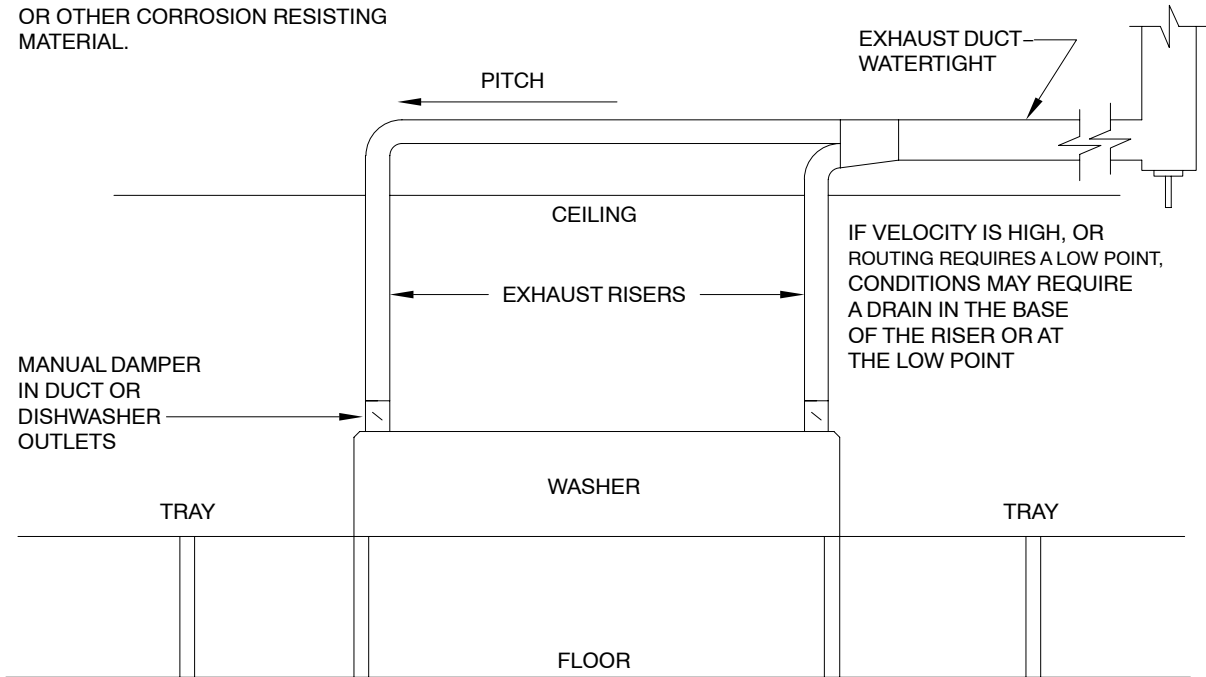 OR OTHER CORROSION RESISTING
MATERIAL.
EXHAUST DUCT
WATERTIGHT
PITCH
CEILING
IF VELOCITY IS HIGH, OR
ROUTING REQUIRES A LOW POINT,
CONDITIONS MAY REQUIRE
A DRAIN IN THE BASE
OF THE RISER OR AT
THE LOW POINT
EXHAUST RISERS
MANUAL DAMPER
IN DUCT OR
DISHWASHER
OUTLETS
WASHER
TRAY
TRAY
FLOOR